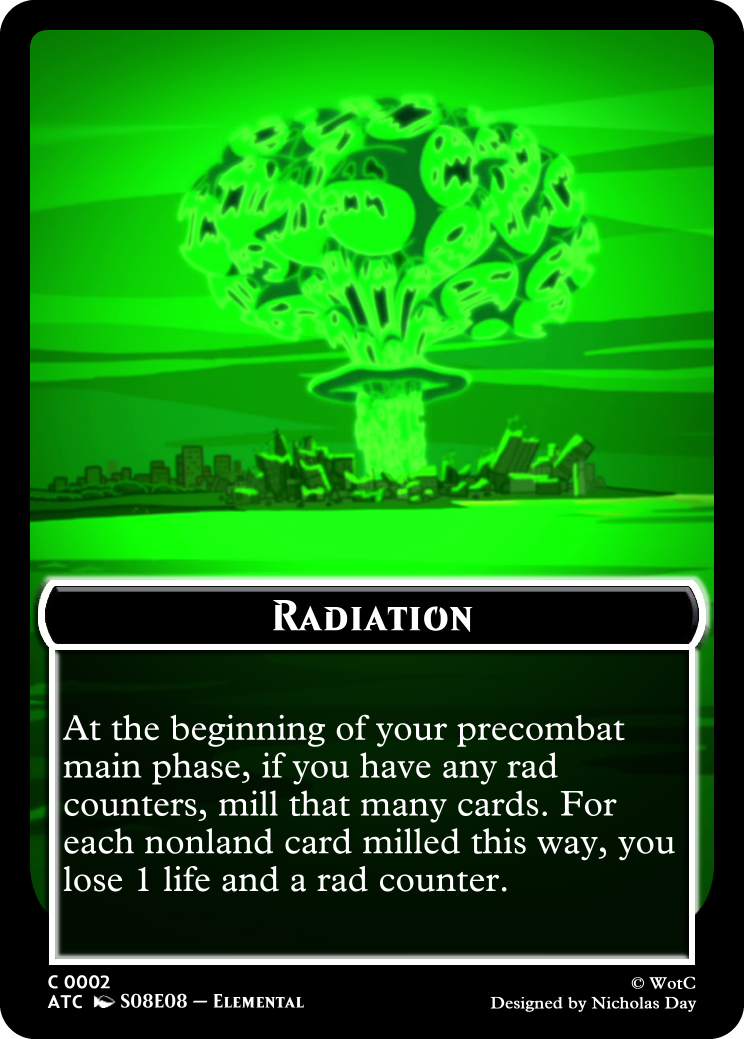 Radiation
At the beginning of your precombat
main phase, if you have any rad
counters, mill that many cards. For
each nonland card milled this way, you
lose 1 life and a rad counter.
C 0002
© WotC
ATC S08E08 — Elemental
Designed by Nicholas Day